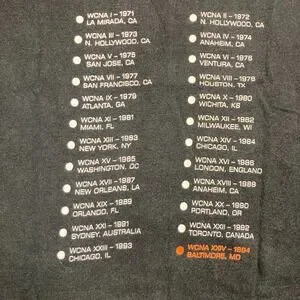 WCNA I - 1971
LA MIRADA, CA
WCNA II - 1972
N. HOLLYWOOD, CA
WCNA III - 1973
N. HOLLYWOOD, CA
WCNA IV - 1974
ANAHEIM, CA
WCNA V - 1975
SAN JOSE, CA
WCNA VI - 1976
VENTURA, CA
WCNA VII - 1977
SAN FRANCISCO, CA
WCNA VIII - 1978
HOUSTON, TX
WCNA IX - 1979
ATLANTA, GA
WCNA X - 1980
WICHITA, KS
WCNA XI - 1981
MIAMI, FL
WCNA XII - 1982
MILWAUKEE, WI
WCNA XIII - 1983
NEW YORK, NY
WCNA XIV - 1984
CHICAGO, IL
WCNA XV - 1985
WASHINGTON, DC
WCNA XVI - 1986
LONDON, ENGLAND
WCNA XVII - 1987
NEW ORLEANS, LA
WCNA XVIII - 1988
ANAHEIM, CA
WCNA XIX - 1989
ORLANDO, FL
WCNA XX - 1990
PORTLAND, OR
WCNA XXI - 1991
SYDNEY, AUSTRALIA
WCNA XXII - 1992
TORONTO, CANADA
WCNA XXIII - 1993
CHICAGO, IL
WCNA XXIV - 1994
BALTIMORE, MD